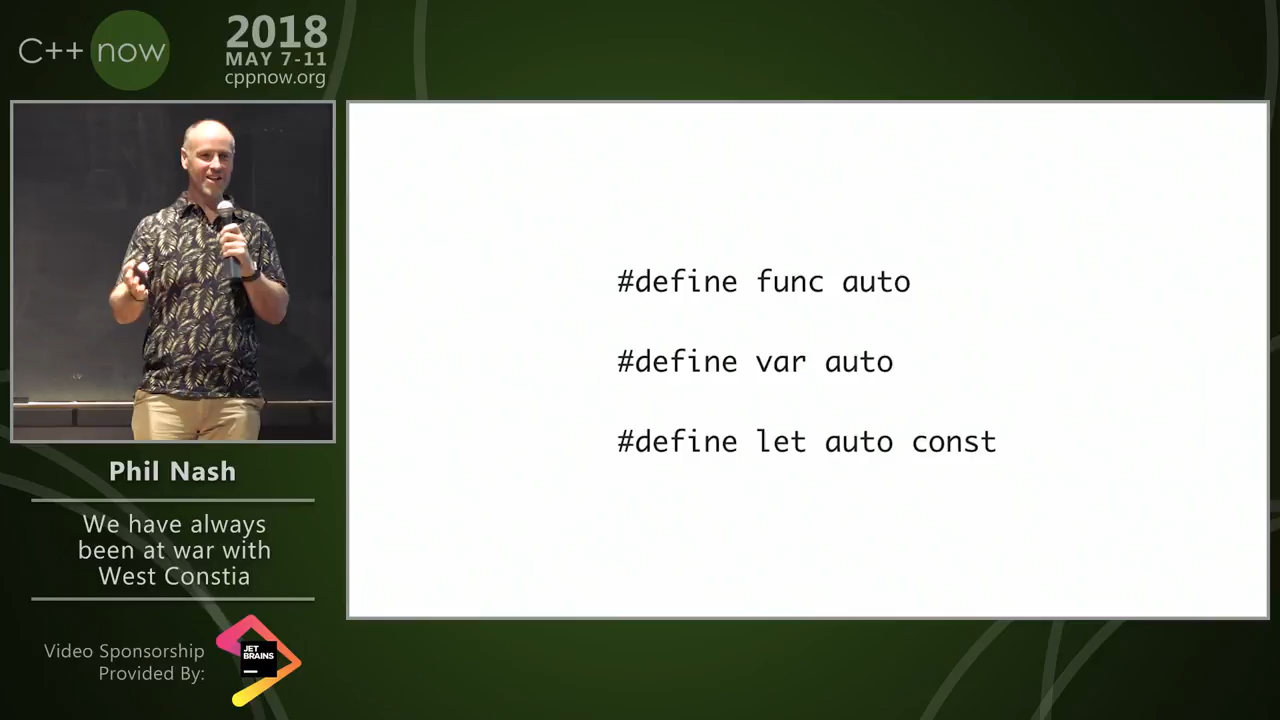 C++ now
2018
MAY 7-11
cppnow.org
#define func auto
#define var auto
#define let auto const
Phil Nash
We have always
been at war with
West Constia
Video Sponsorship
Provided By:
JET
BRAINS